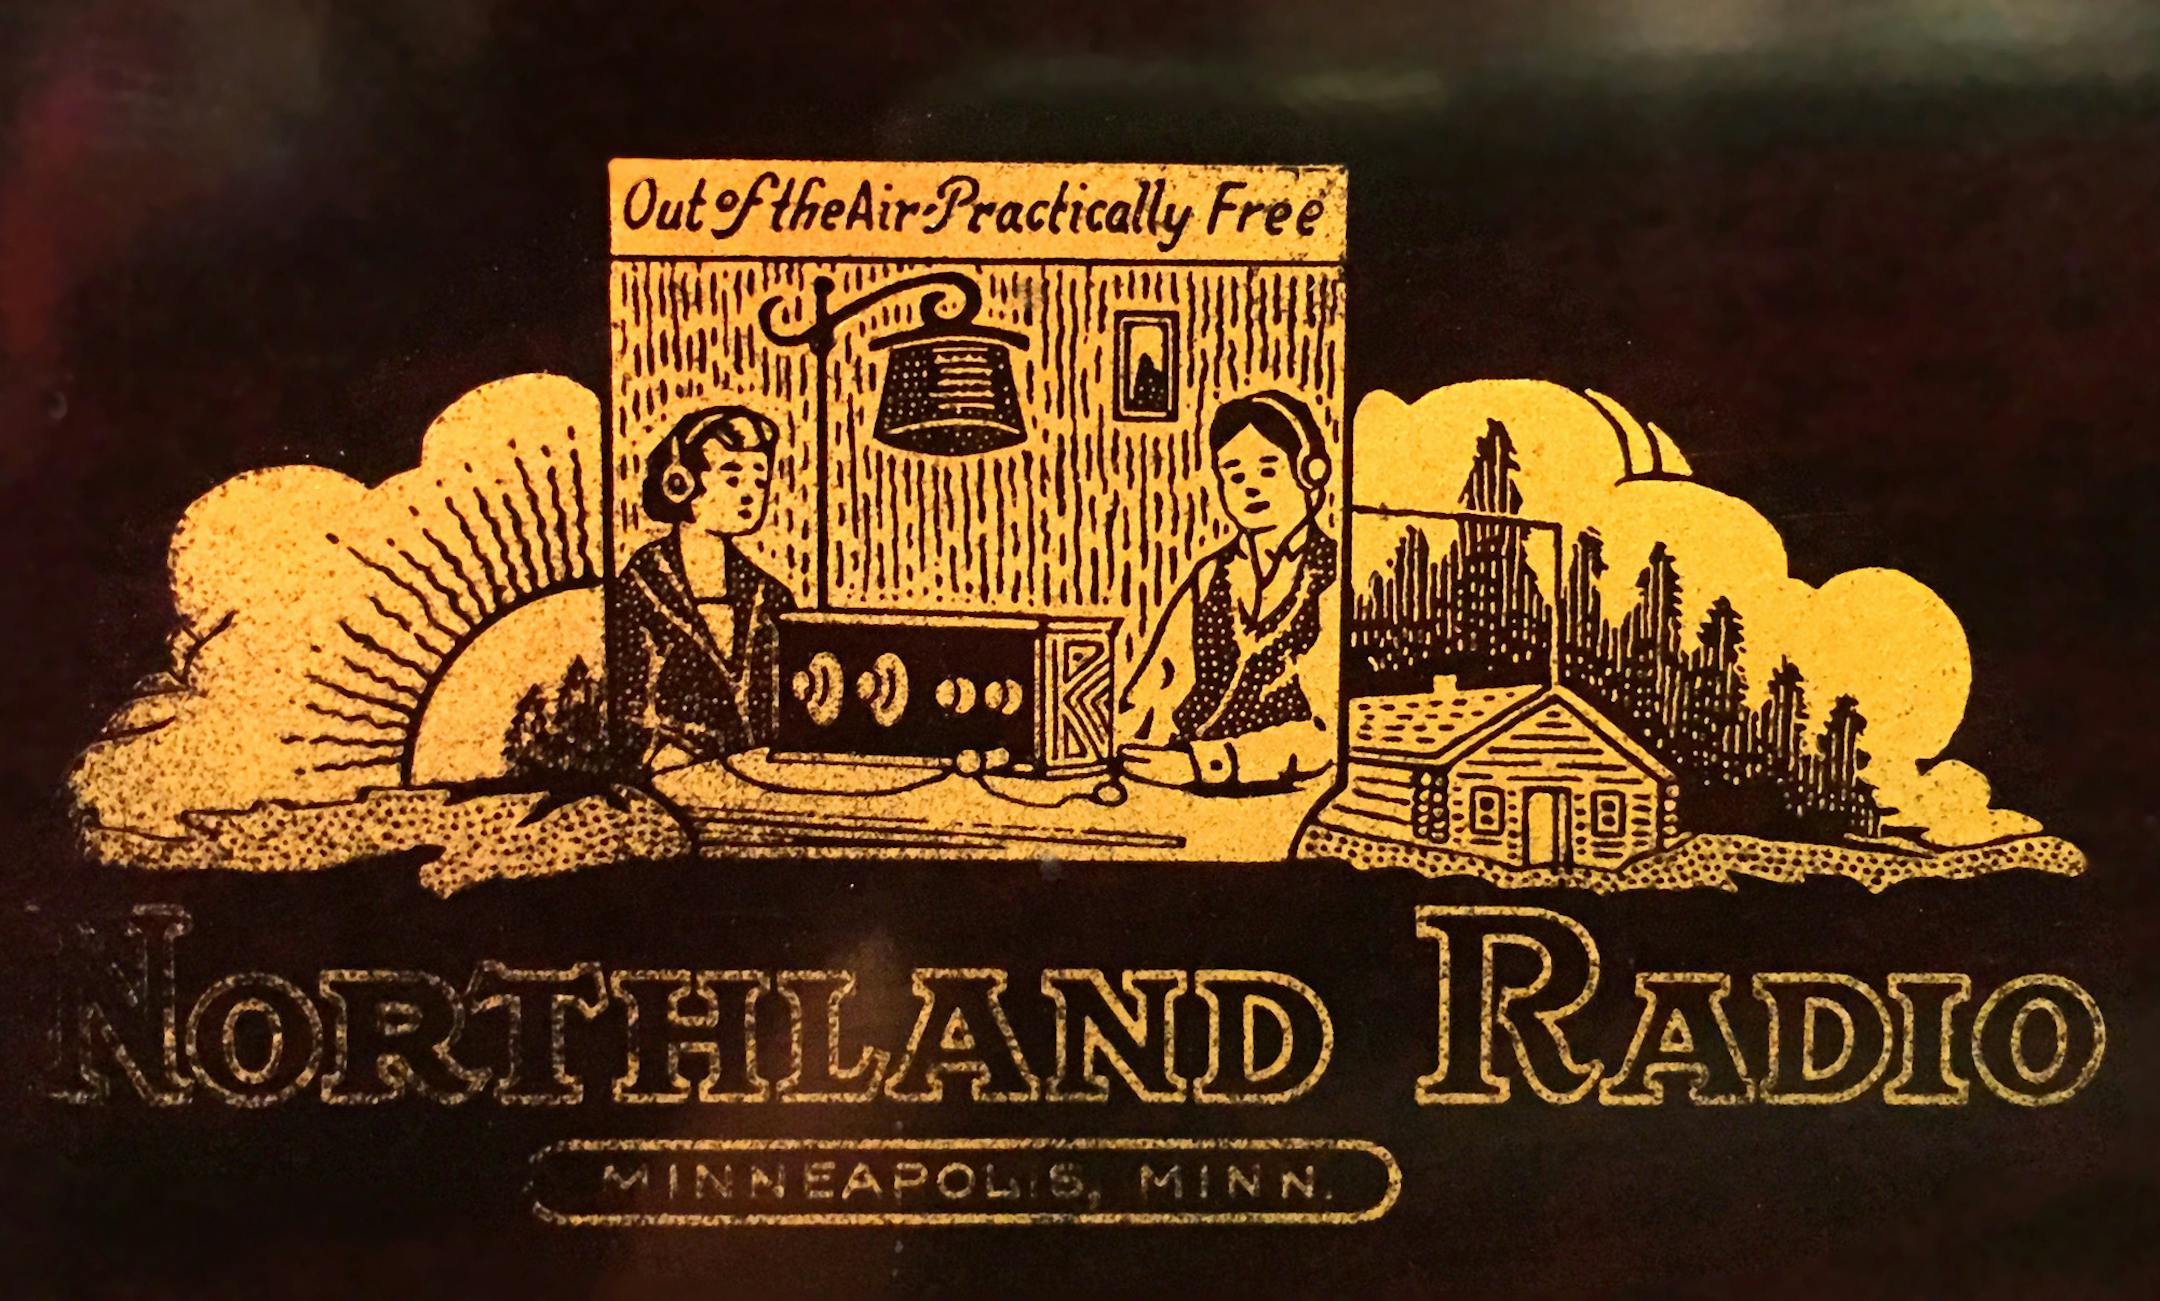 Out of the Air-Practically Free
NORTHLAND RADIO
MINNEAPOLIS, MINN.